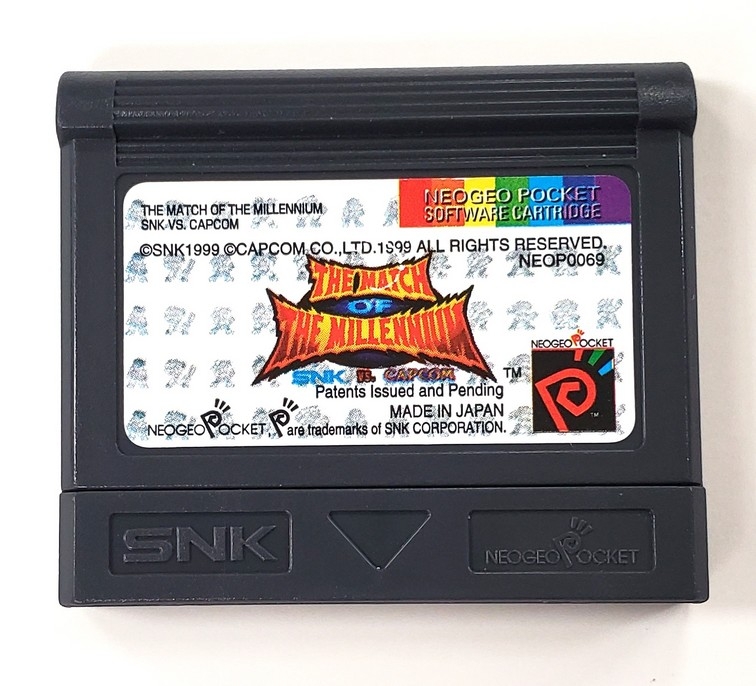 THE MATCH OF THE MILLENNIUM
SNK VS. CAPCOM
NEOGEO POCKET
SOFTWARE CARTRIDGE
©SNK1999 ©CAPCOM CO.,LTD.1999 ALL RIGHTS RESERVED.
NEOP0069
THE MATCH
OF
THE MILLENNIUM
SNK VS. CAPCOM
TM
NEOGEO POCKET
TM
Patents Issued and Pending
MADE IN JAPAN
NEOGEO POCKET, P are trademarks of SNK CORPORATION.
SNK
NEOGEO POCKET